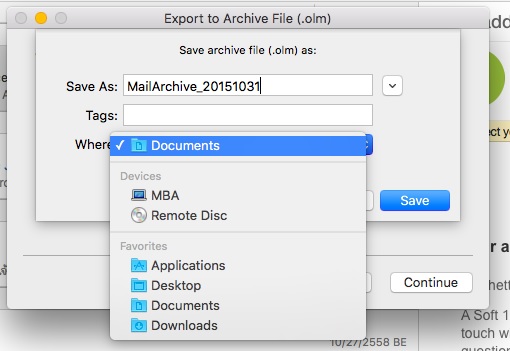 Export to Archive File (.olm)
Save archive file (.olm) as:
Save As: MailArchive_20151031
Tags:
Where
✓ Documents
Devices
MBA
Remote Disc
Favorites
Applications
Desktop
Documents
Downloads
Save
Continue
10/27/2558 BE
A Soft 1
touch w